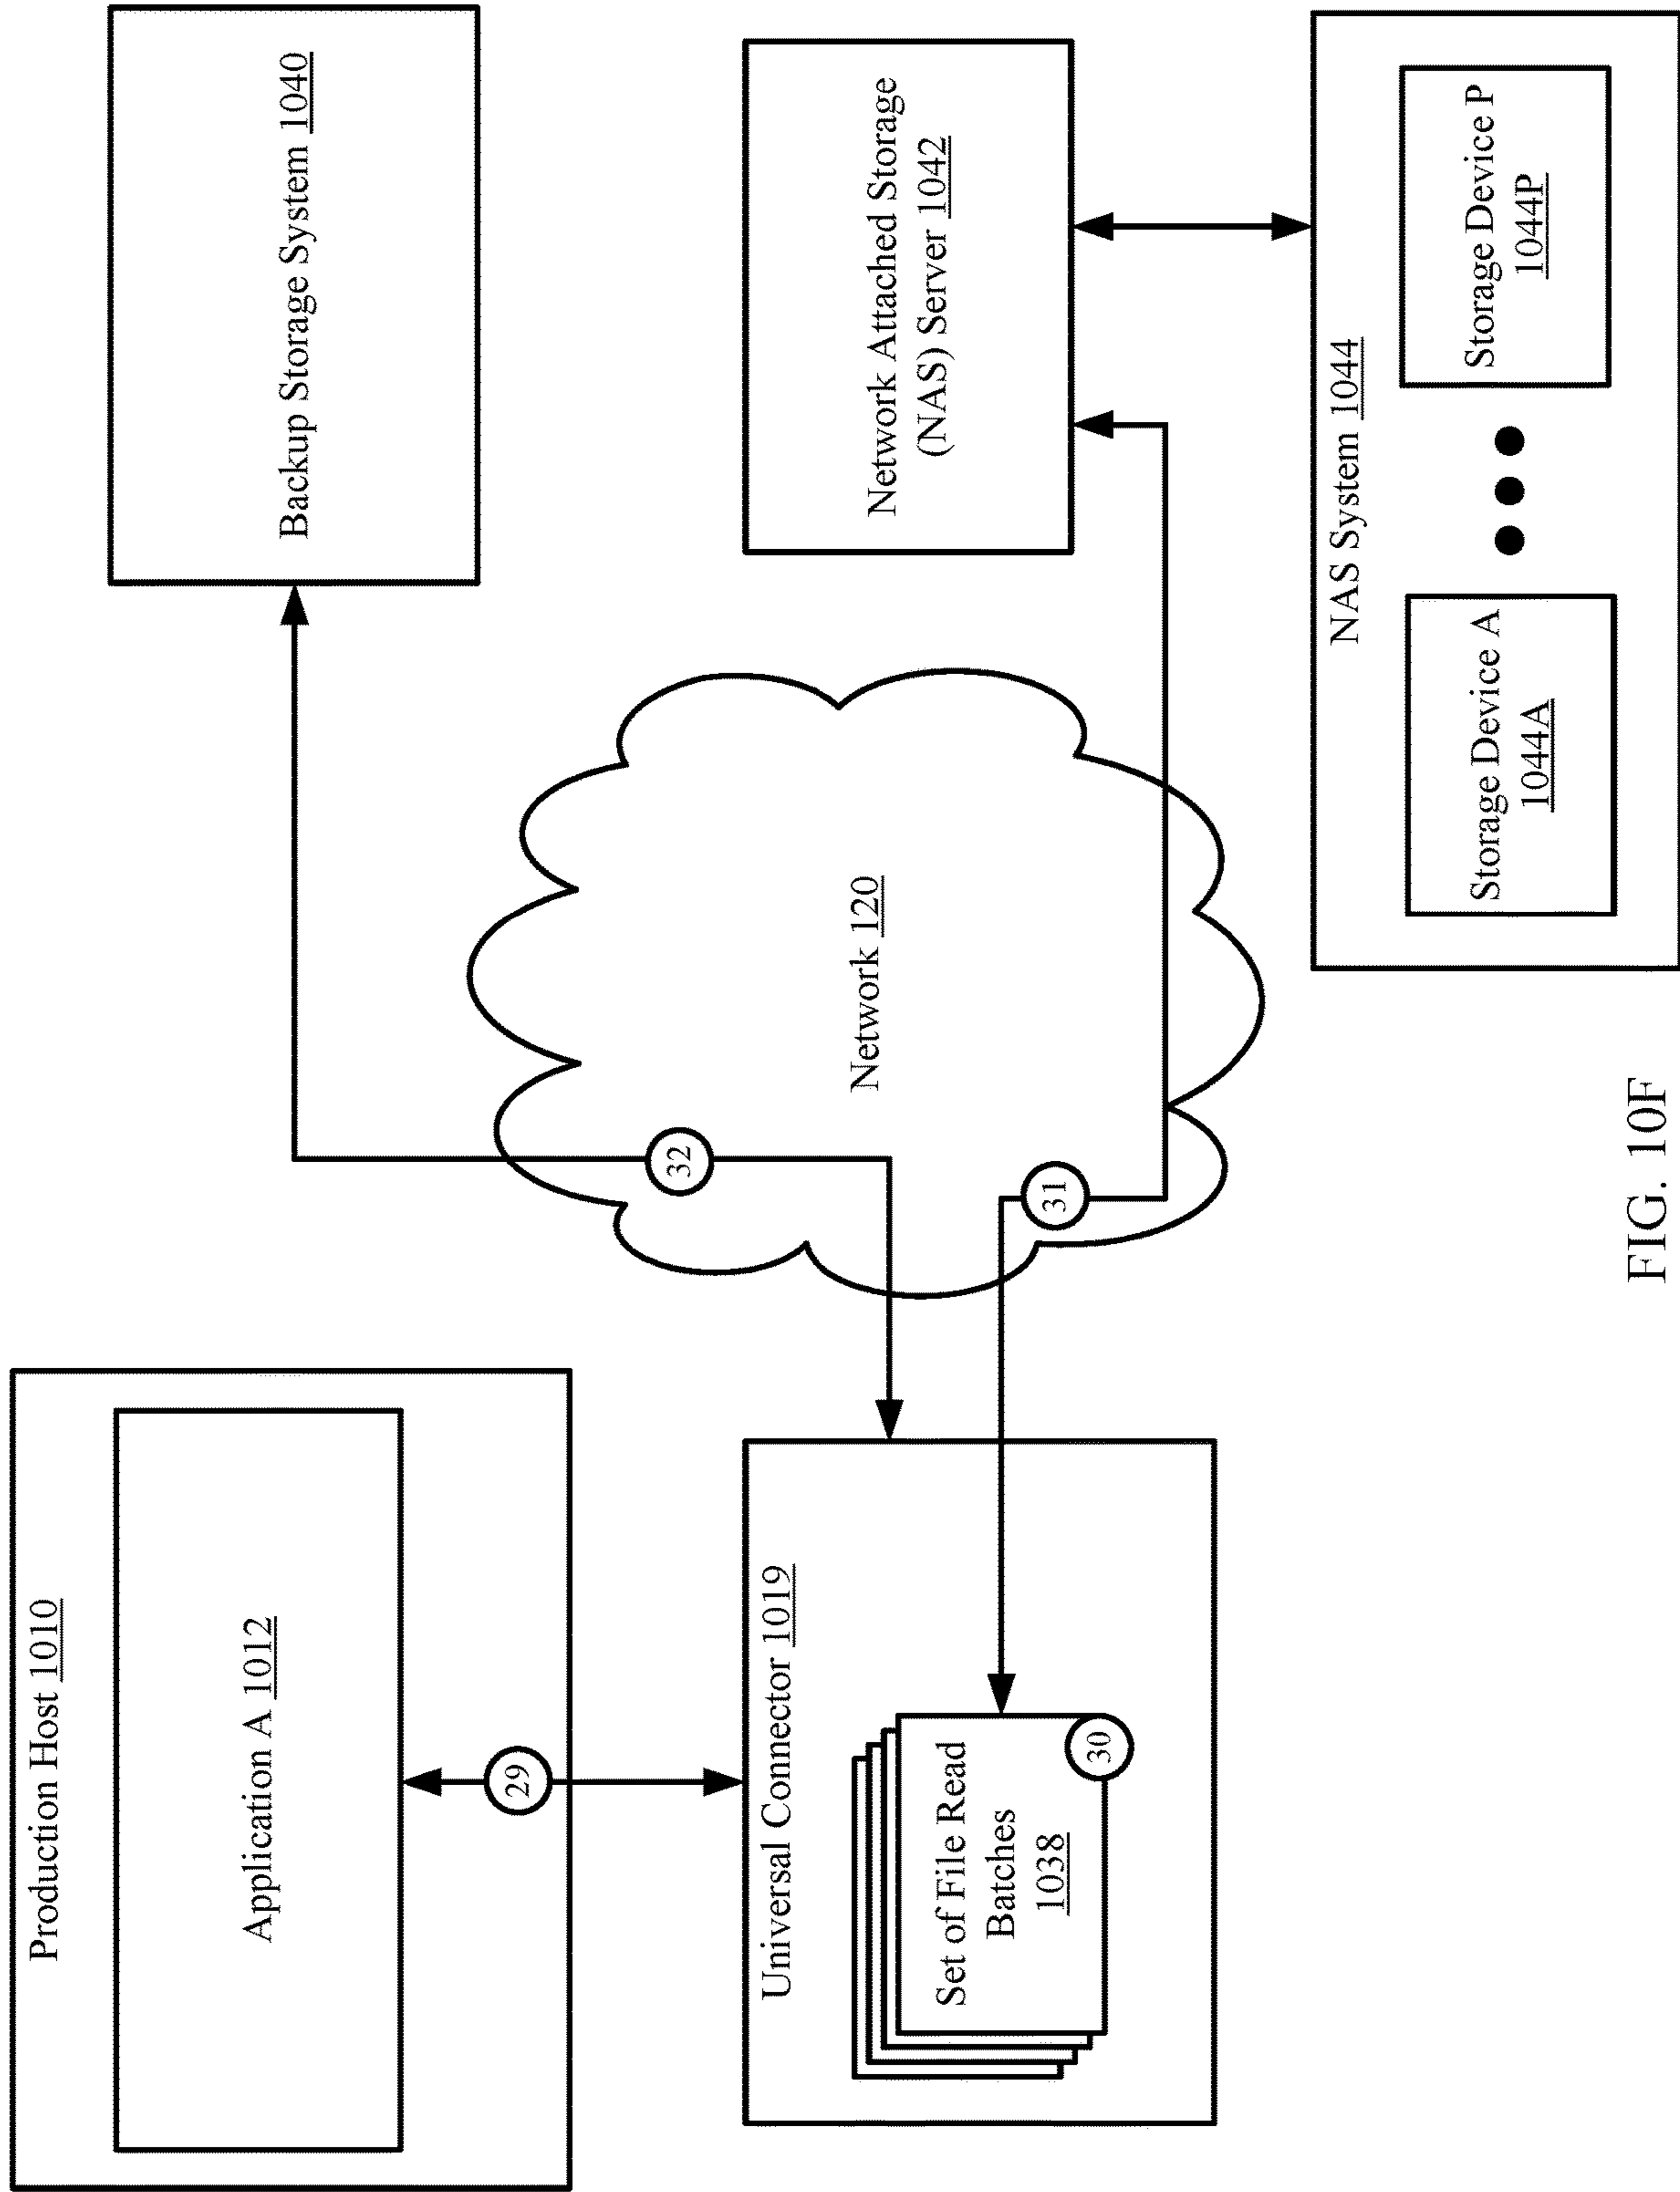 Production Host 1010
Application A 1012
29
Universal Connector 1019
Set of File Read
Batches
1038
30
32
31
Network 120
Backup Storage System 1040
Network Attached Storage
(NAS) Server 1042
NAS System 1044
Storage Device A
1044A
Storage Device P
1044P
FIG. 10F